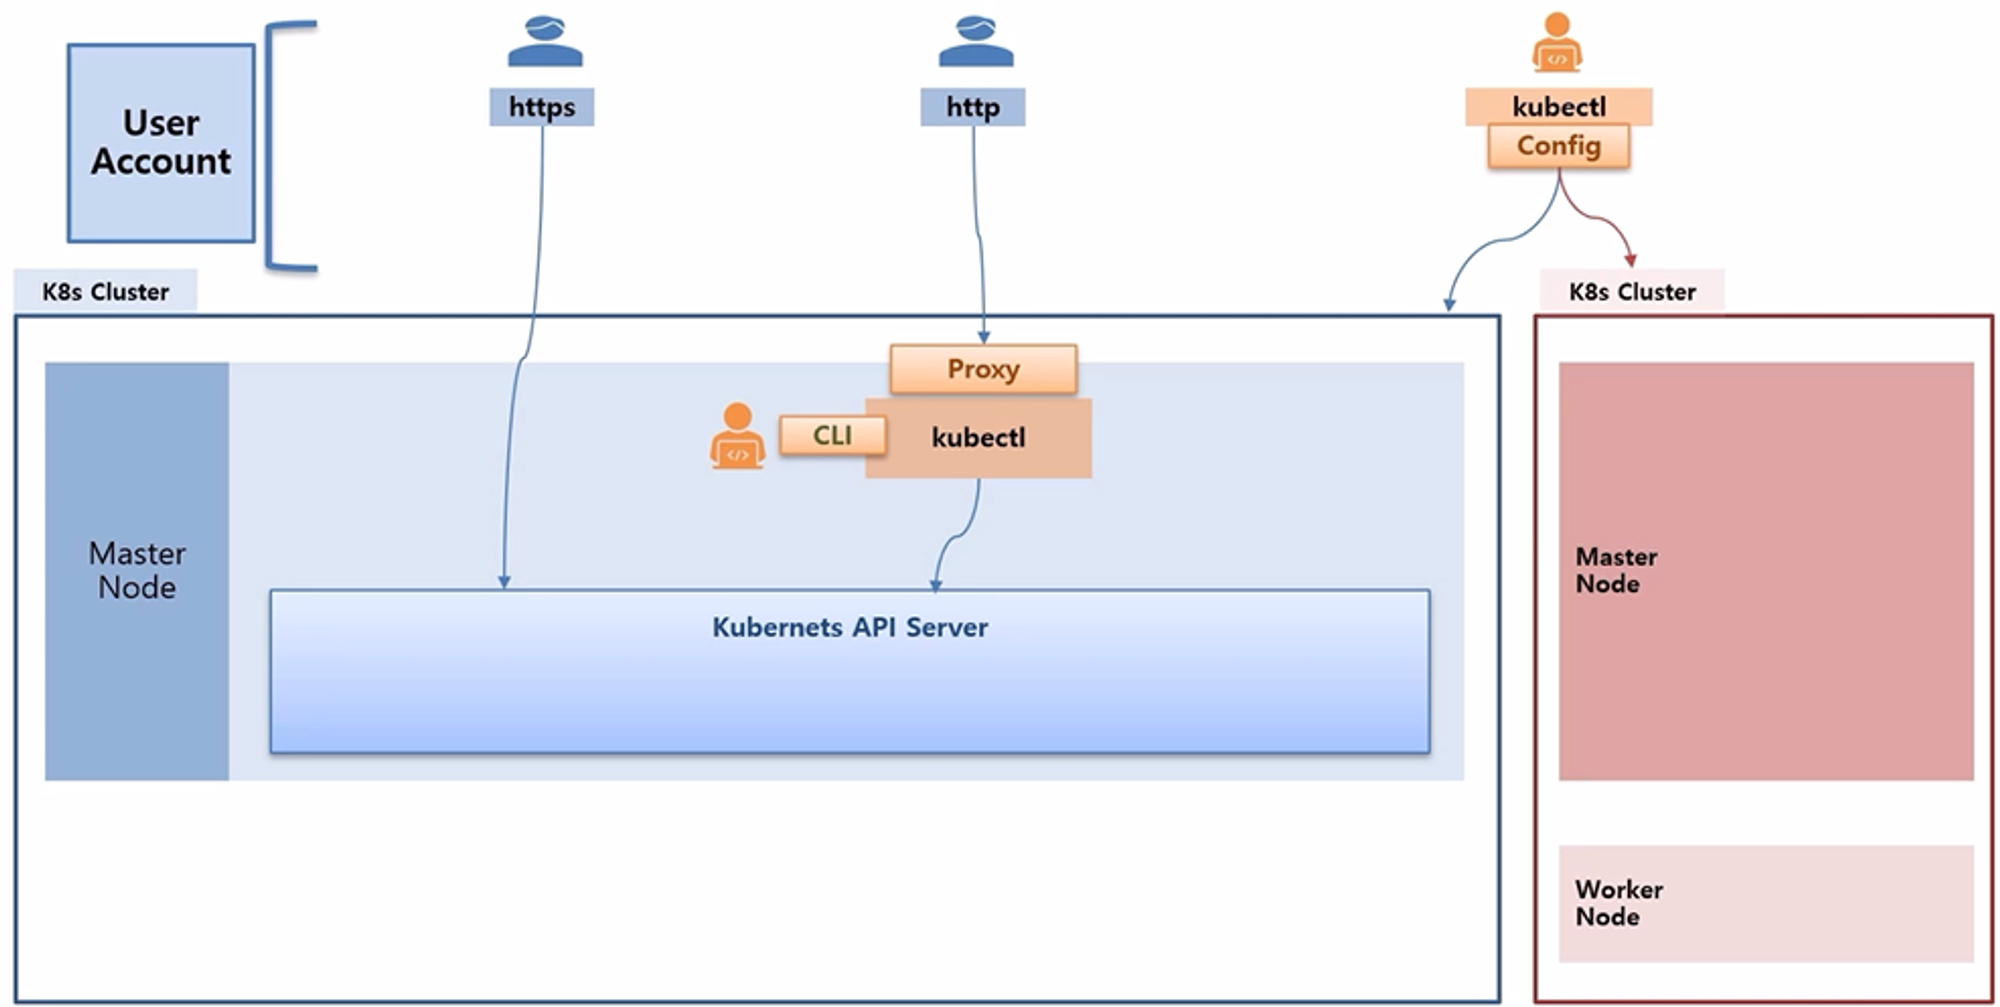 User
Account
https
http
kubectl
Config
K8s Cluster
K8s Cluster
Proxy
CLI
kubectl
Master
Node
Kubernets API Server
Master
Node
Worker
Node